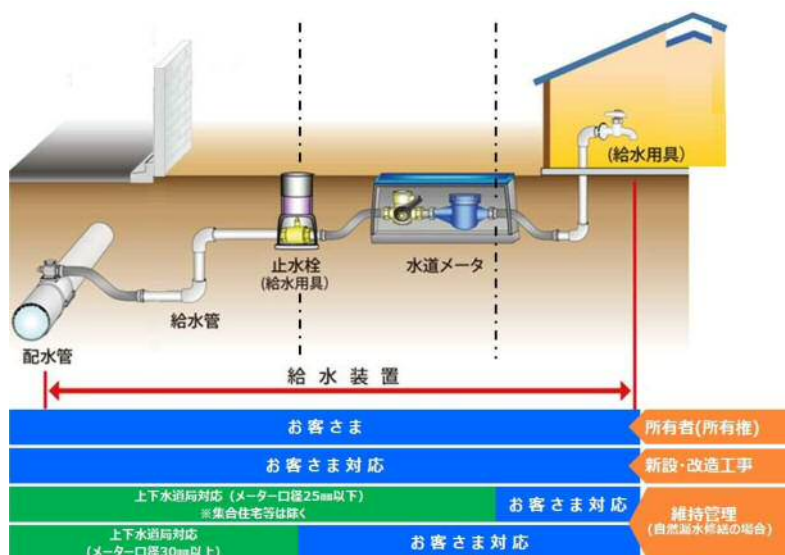 (給水用具)
止水栓
(給水用具)
水道メータ
給水管
配水管
給水装置
お客さま
所有者(所有権)
お客さま対応
新設・改造工事
上下水道局対応（メーター口径25㎜以下）
※集合住宅等は除く
お客さま対応
維持管理
(自然漏水修繕の場合)
上下水道局対応
(メーター口径30㎜以上)
お客さま対応